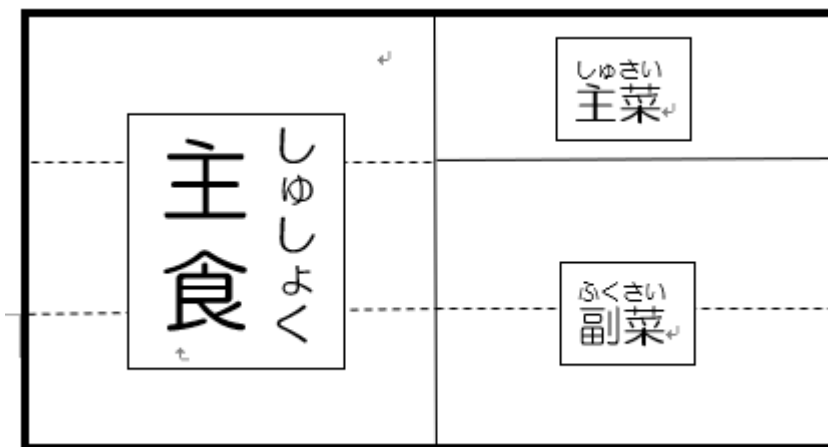 主食
しゅしょく
しゅさい
主菜
ふくさい
副菜